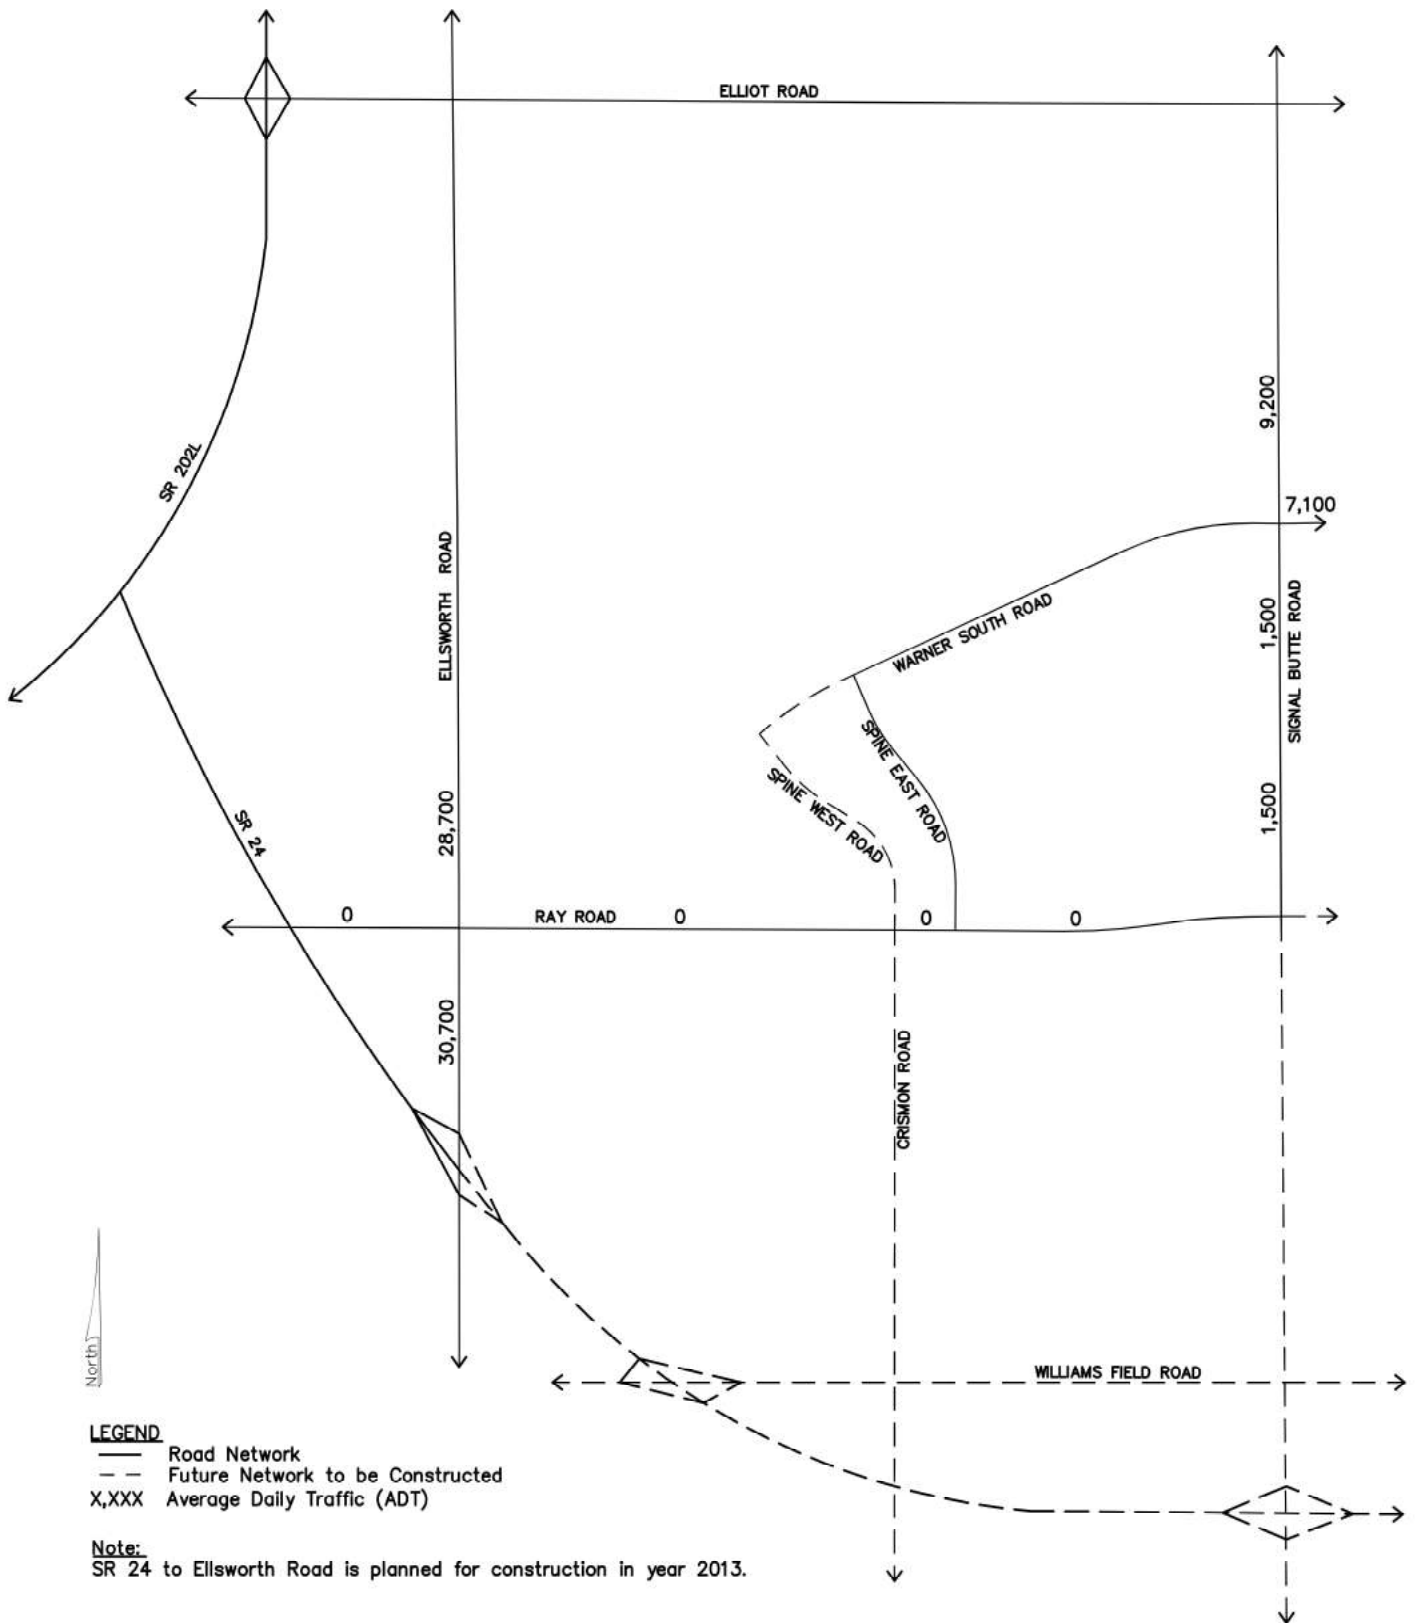 ELLIOT ROAD
9,200
SR 202L
7,100
ELLSWORTH ROAD
WARNER SOUTH ROAD
1,500
SIGNAL BUTTE ROAD
SPINE EAST ROAD
SPINE WEST ROAD
SR 24
28,700
1,500
0
RAY ROAD
0
0
0
30,700
CRISMON ROAD
North
WILLIAMS FIELD ROAD
LEGEND
Road Network
Future Network to be Constructed
X,XXX Average Daily Traffic (ADT)
Note:
SR 24 to Ellsworth Road is planned for construction in year 2013.